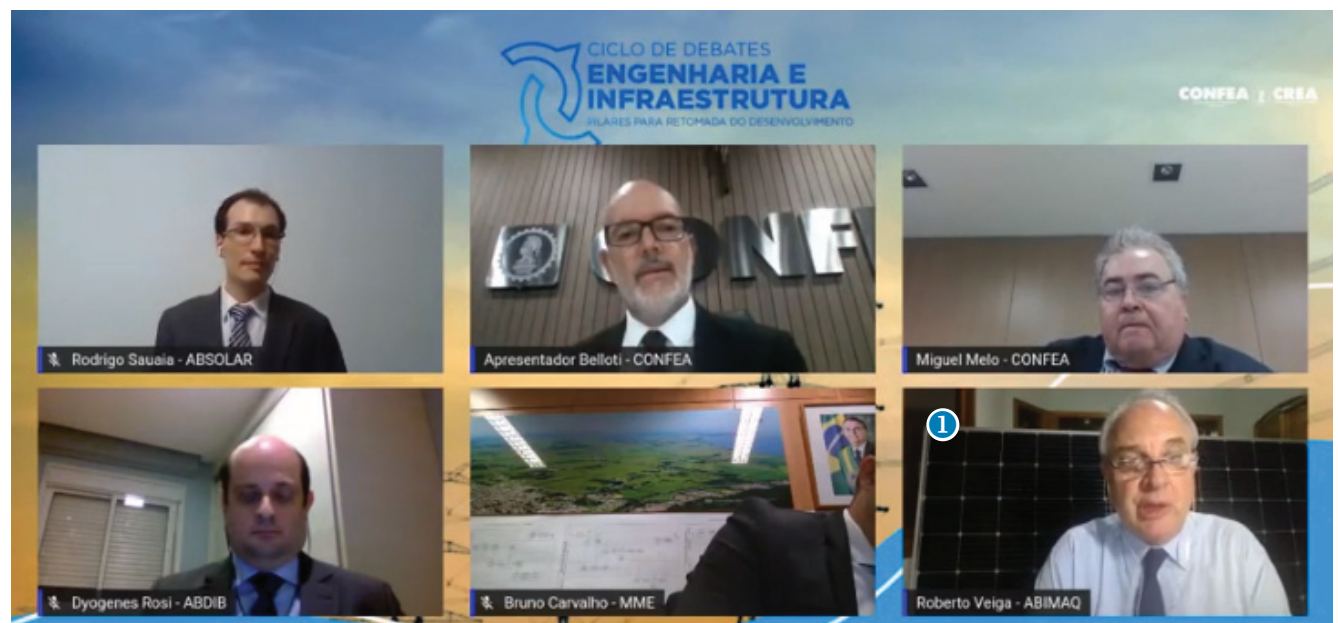 CICLO DE DEBATES
ENGENHARIA E
INFRAESTRUTURA
PILARES PARA RETOMADA DO DESENVOLVIMENTO
CONFEA CREA
NF
Rodrigo Sauaia - ABSOLAR
Apresentador Belloti - CONFEA
Miguel Melo - CONFEA
1
Dyogenes Rosi - ABDIB
Bruno Carvalho - MME
Roberto Veiga - ABIMAQ